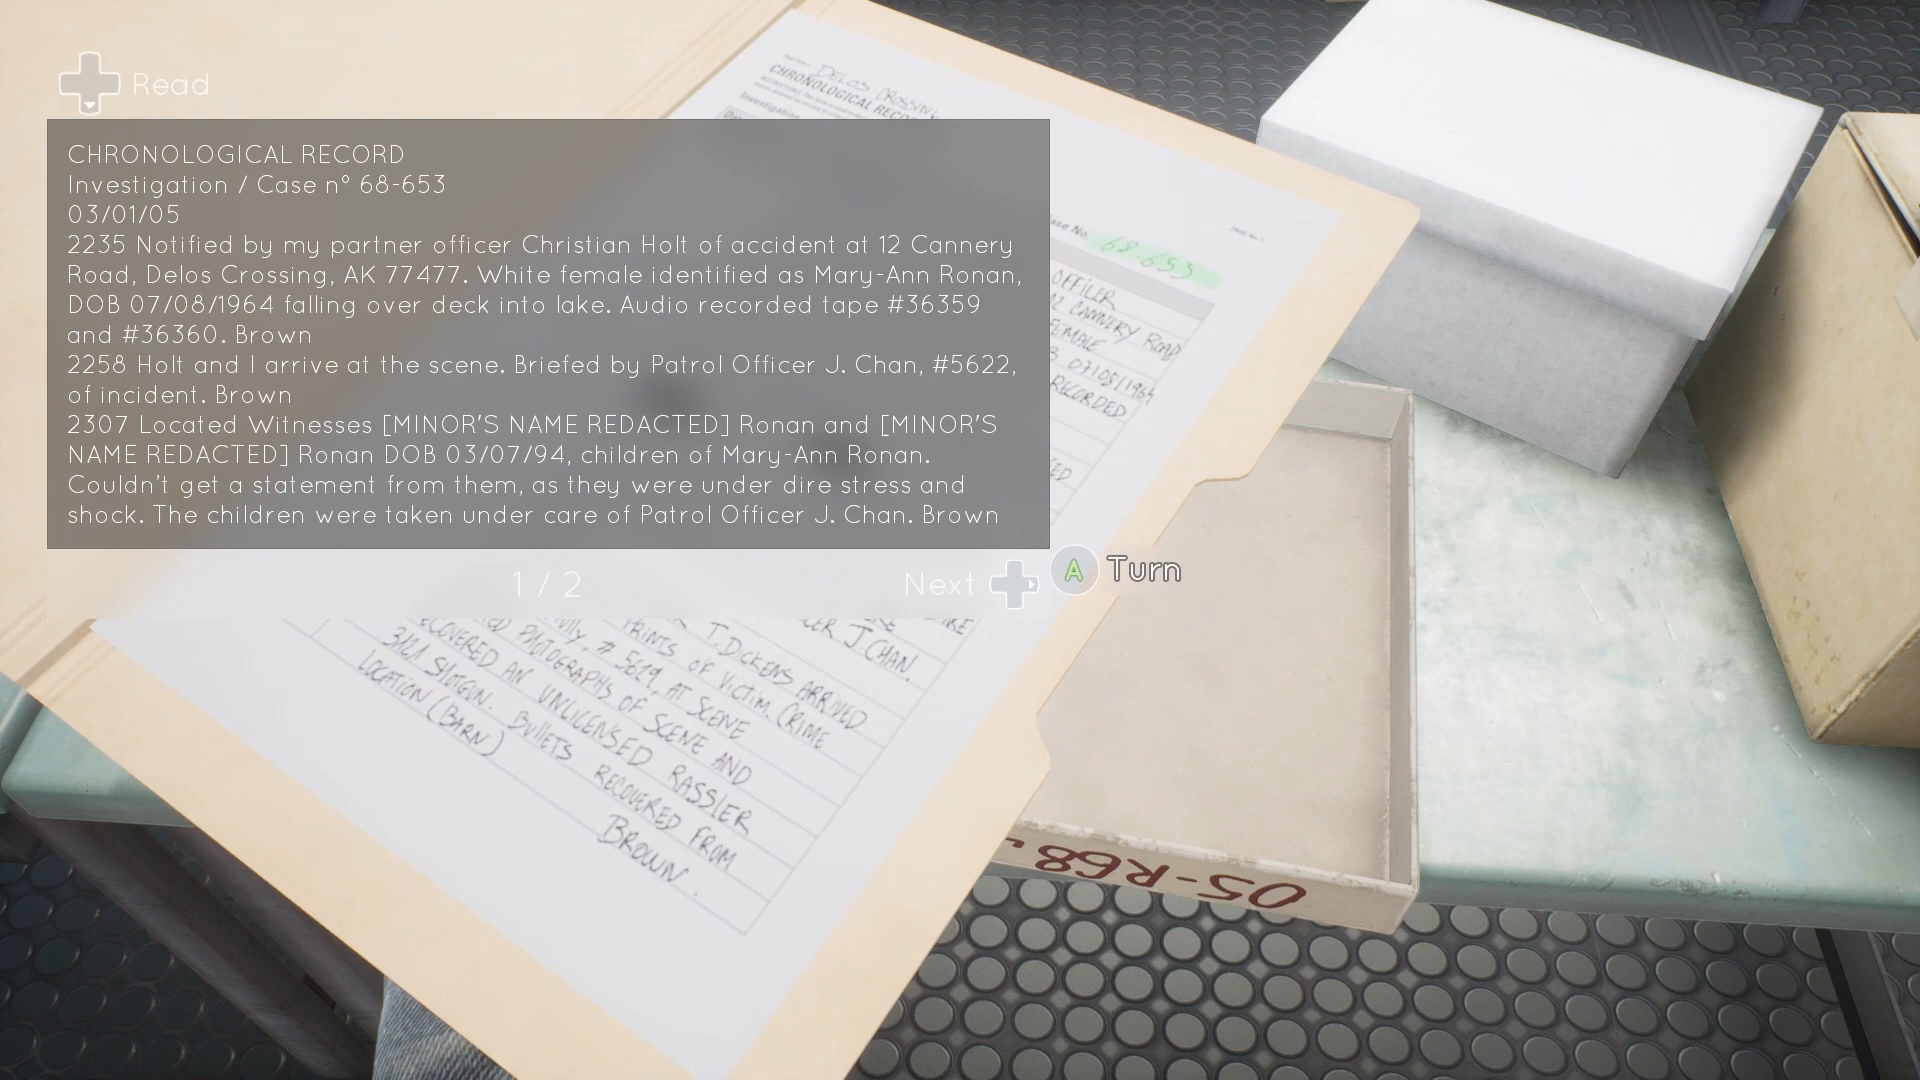 Read
DELOS CROSSING
CHRONOLOGICAL RECORD
Investigation
CHRONOLOGICAL RECORD
Investigation / Case n° 68-653
03/01/05
2235 Notified by my partner officer Christian Holt of accident at 12 Cannery
Road, Delos Crossing, AK 77477. White female identified as Mary-Ann Ronan,
DOB 07/08/1964 falling over deck into lake. Audio recorded tape #36359
and #36360. Brown
2258 Holt and I arrive at the scene. Briefed by Patrol Officer J. Chan, #5622,
of incident. Brown
2307 Located Witnesses [MINOR'S NAME REDACTED] Ronan and [MINOR'S
NAME REDACTED] Ronan DOB 03/07/94, children of Mary-Ann Ronan.
Couldn't get a statement from them, as they were under dire stress and
shock. The children were taken under care of Patrol Officer J. Chan. Brown
1 / 2
Next
A Turn
No. 68-653
OFFICER
12 CANNERY ROAD
FEMALE
RECORDED
J. CHAN.
T. DICKENS ARRIVED
PRINTS OF VICTIM. CRIME
# 5629, AT SCENE
PHOTOGRAPHS OF SCENE AND
RECOVERED AN UNLICENSED RASSLER
SHOTGUN. BULLETS RECOVERED FROM
LOCATION (BARN) BROWN.
05-R68-